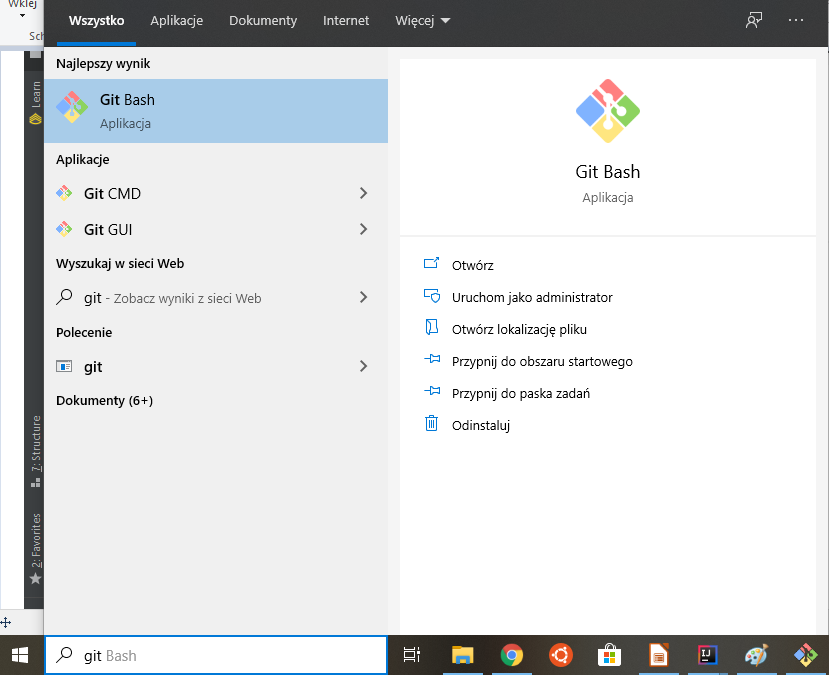 Wklej
Sch
Wszystko Aplikacje Dokumenty Internet Więcej
Learn
7: Structure
2: Favorites
Najlepszy wynik
Git Bash
Aplikacja
Aplikacje
Git CMD
Git GUI
Wyszukaj w sieci Web
git - Zobacz wyniki z sieci Web
Polecenie
git
Dokumenty (6+)
Git Bash
Aplikacja
Otwórz
Uruchom jako administrator
Otwórz lokalizację pliku
Przypnij do obszaru startowego
Przypnij do paska zadań
Odinstaluj
git Bash
IJ